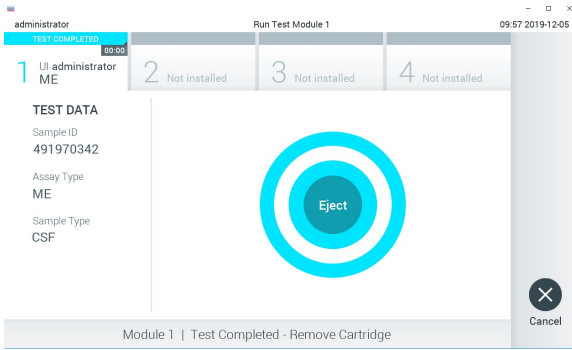 administrator Run Test Module 1 09:57 2019-12-05
TEST COMPLETED
00:00
1 UI administrator
ME
2 Not installed
3 Not installed
4 Not installed
TEST DATA
Sample ID
491970342
Assay Type
ME
Sample Type
CSF
Eject
Cancel
Module 1 | Test Completed - Remove Cartridge